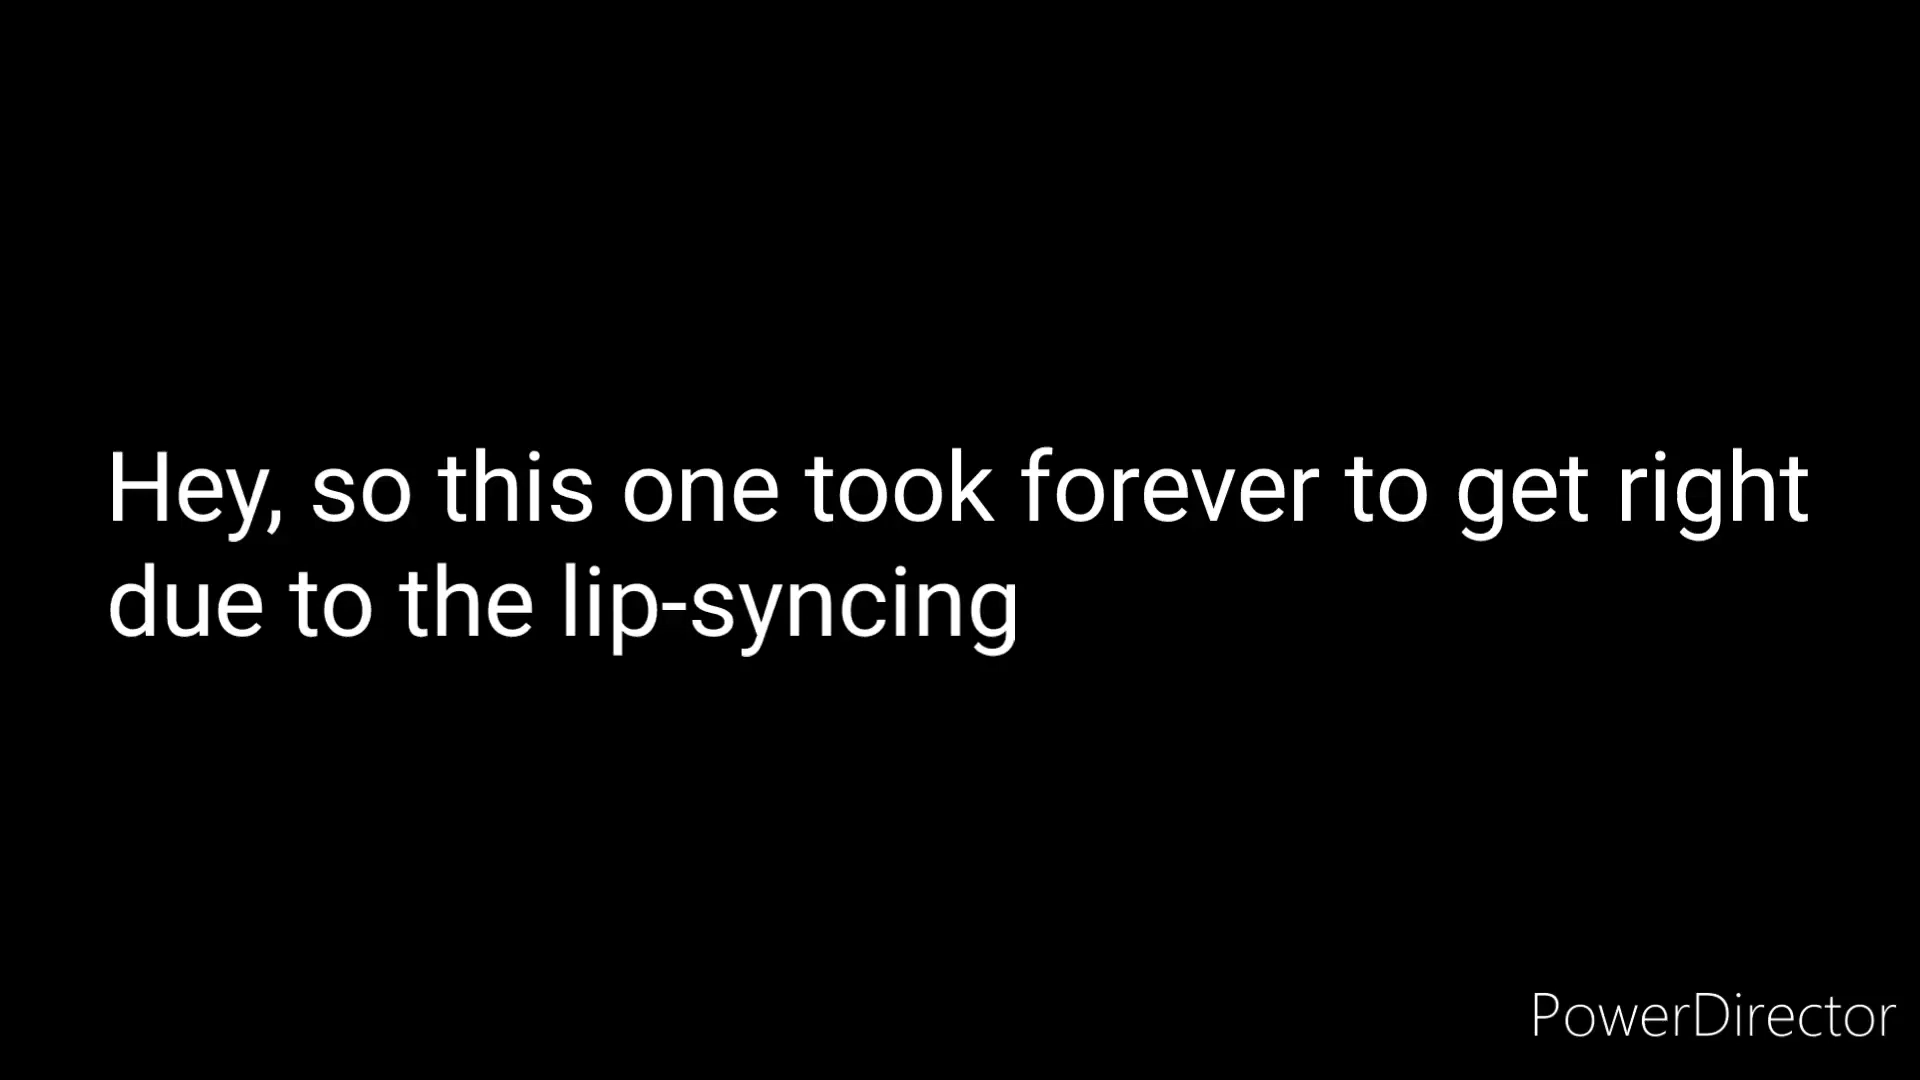 Hey, so this one took forever to get right
due to the lip-syncing
PowerDirector